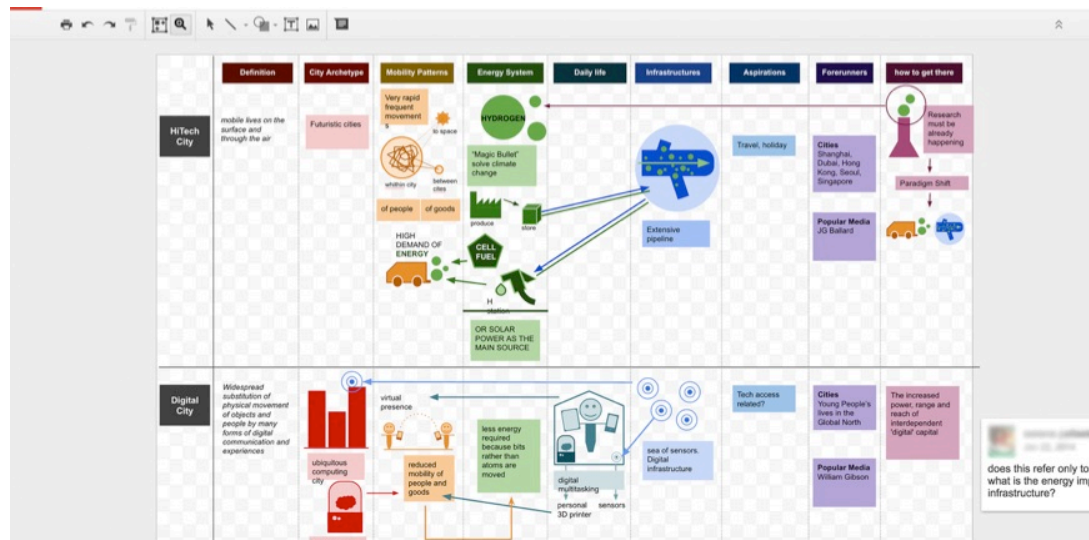 Definition
City Archetype
Mobility Patterns
Energy System
Daily life
Infrastructures
Aspirations
Forerunners
how to get there
HiTech
City
mobile lives on the
surface and
through the air
Futuristic cities
Very rapid
frequent
movement
s
to space
whithin city
between
cites
of people
of goods
HIGH
DEMAND OF
ENERGY
HYDROGEN
"Magic Bullet"
solve climate
change
produce
store
CELL
FUEL
H
station
OR SOLAR
POWER AS THE
MAIN SOURCE
Extensive
pipeline
Travel, holiday
Cities
Shanghai,
Dubai, Hong
Kong, Seoul,
Singapore
Popular Media
JG Ballard
Research
must be
already
happening
Paradigm Shift
Digital
City
Widespread
substitution of
physical movement
of objects and
people by many
forms of digital
communication and
experiences
ubiquitous
computing
city
virtual
presence
reduced
mobility of
people and
goods
less energy
required
because bits
rather than
atoms are
moved
digital
multitasking
personal
3D printer
sensors
sea of sensors.
Digital
infrastructure
Tech access
related?
Cities
Young People's
lives in the
Global North
Popular Media
William Gibson
The increased
power, range and
reach of
interdependent
'digital' capital
does this refer only to
what is the energy imp
infrastructure?